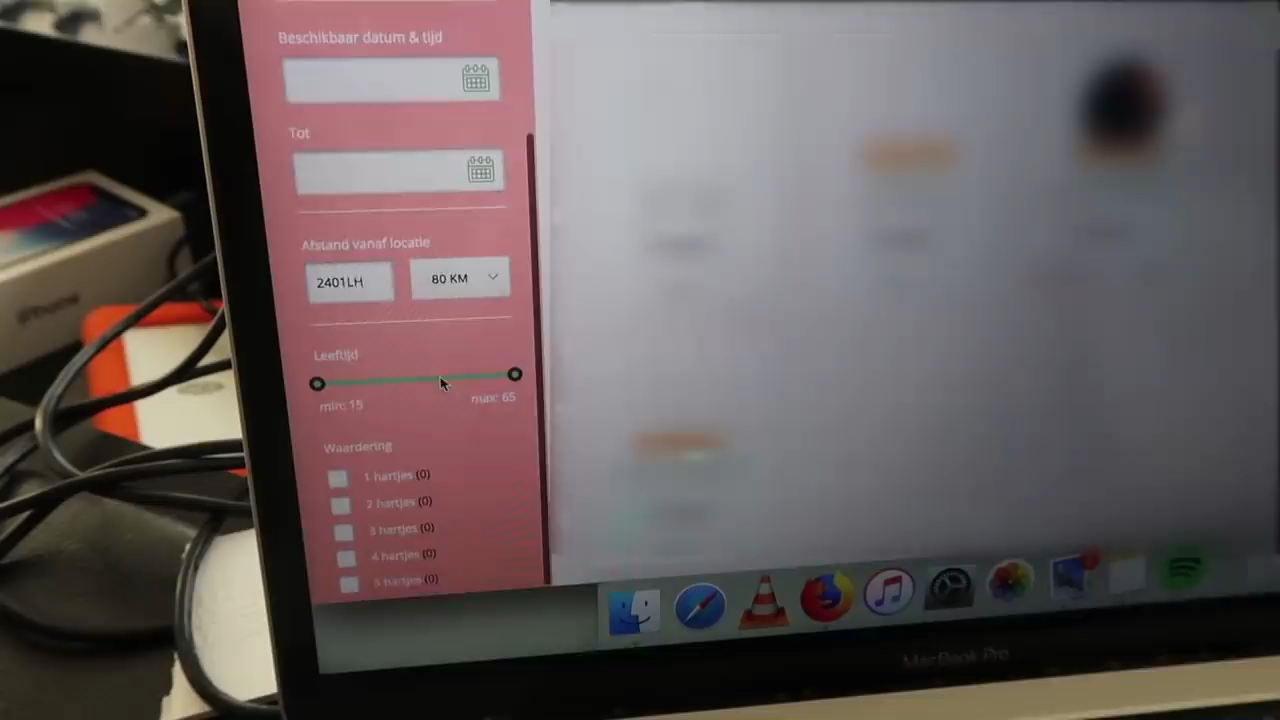 Beschikbaar datum & tijd
Tot
Afstand vanaf locatie
2401LH
80 KM
Leeftijd
min: 15
max: 65
Waardering
1 hartjes (0)
2 hartjes (0)
3 hartjes (0)
4 hartjes (0)
5 hartjes (0)
MacBook Pro
iPhone